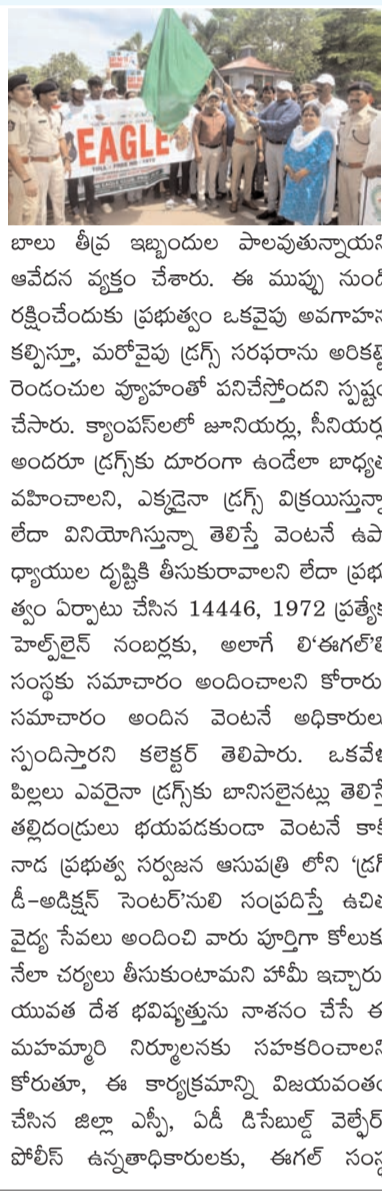 EAGLE
బాలు తీవ్ర ఇబ్బందుల పాలవుతున్నాయని
ఆవేదన వ్యక్తం చేశారు. ఈ ముప్పు నుండి
రక్షించేందుకు ప్రభుత్వం ఒకవైపు అవగాహన
కల్పిస్తూ, మరోవైపు డ్రగ్స్ సరఫరాను అరికట్టే
రెండంచుల వ్యూహంతో పనిచేస్తోందని స్పష్టం
చేసారు. క్యాంపస్‌లలో జూనియర్లు, సీనియర్లు
అందరూ డ్రగ్స్‌కు దూరంగా ఉండేలా బాధ్యత
వహించాలని, ఎక్కడైనా డ్రగ్స్ విక్రయిస్తున్నా
లేదా వినియోగిస్తున్నా తెలిస్తే వెంటనే ఉపా
ధ్యాయుల దృష్టికి తీసుకురావాలని లేదా ప్రభు
త్వం ఏర్పాటు చేసిన 14446, 1972 ప్రత్యేక
హెల్ప్‌లైన్ నంబర్లకు, అలాగే లి‘ఈగల్’లి
సంస్థకు సమాచారం అందించాలని కోరారు.
సమాచారం అందిన వెంటనే అధికారులు
స్పందిస్తారని కలెక్టర్ తెలిపారు. ఒకవేళ
పిల్లలు ఎవరైనా డ్రగ్స్‌కు బానిసలైనట్లు తెలిస్తే
తల్లిదండ్రులు భయపడకుండా వెంటనే కాకి
నాడ ప్రభుత్వ సర్వజన ఆసుపత్రి లోని ‘డ్రగ్
డీ-అడిక్షన్ సెంటర్’నులి సంప్రదిస్తే ఉచిత
వైద్య సేవలు అందించి వారు పూర్తిగా కోలుకు
నేలా చర్యలు తీసుకుంటామని హామీ ఇచ్చారు.
యువత దేశ భవిష్యత్తును నాశనం చేసే ఈ
మహమ్మారి నిర్మూలనకు సహకరించాలని
కోరుతూ, ఈ కార్యక్రమాన్ని విజయవంతం
చేసిన జిల్లా ఎస్పీ, ఏడీ డిసేబుల్డ్ వెల్ఫేర్,
పోలీస్ ఉన్నతాధికారులకు, ఈగల్ సంస్థ